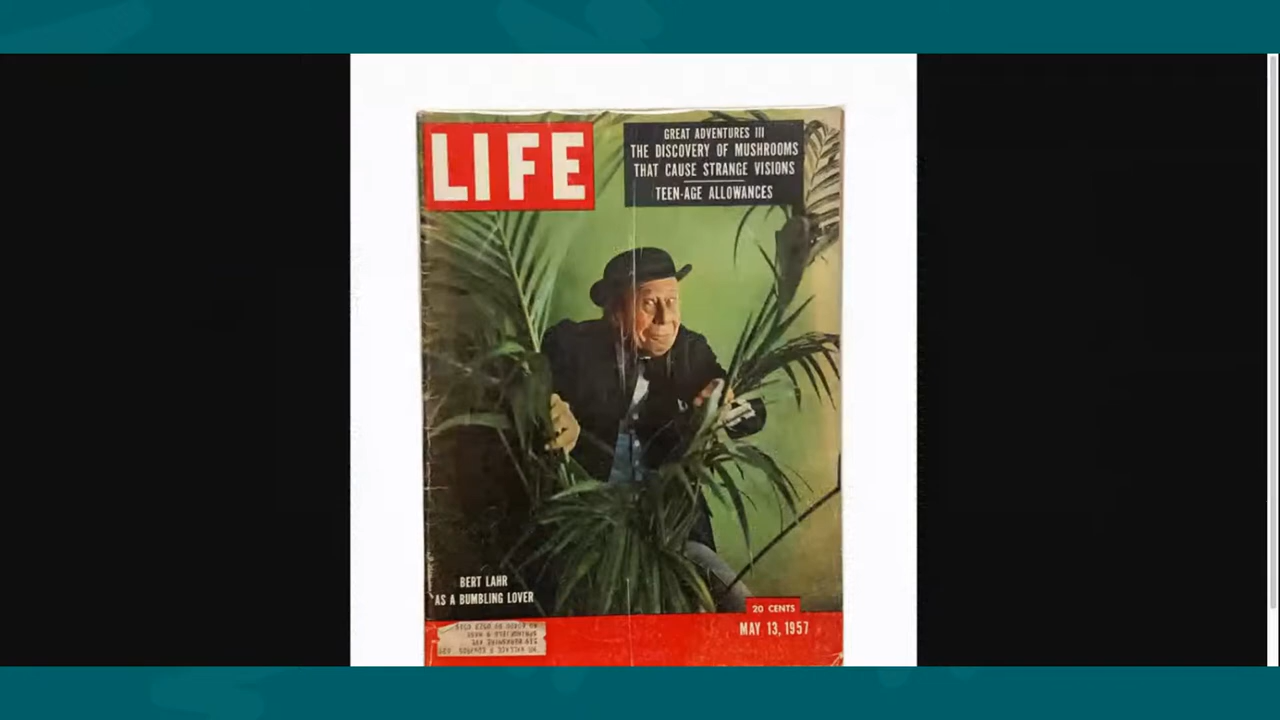 LIFE
GREAT ADVENTURES III
THE DISCOVERY OF MUSHROOMS
THAT CAUSE STRANGE VISIONS
TEEN-AGE ALLOWANCES
BERT LAHR
AS A BUMBLING LOVER
20 CENTS
MAY 13, 1957